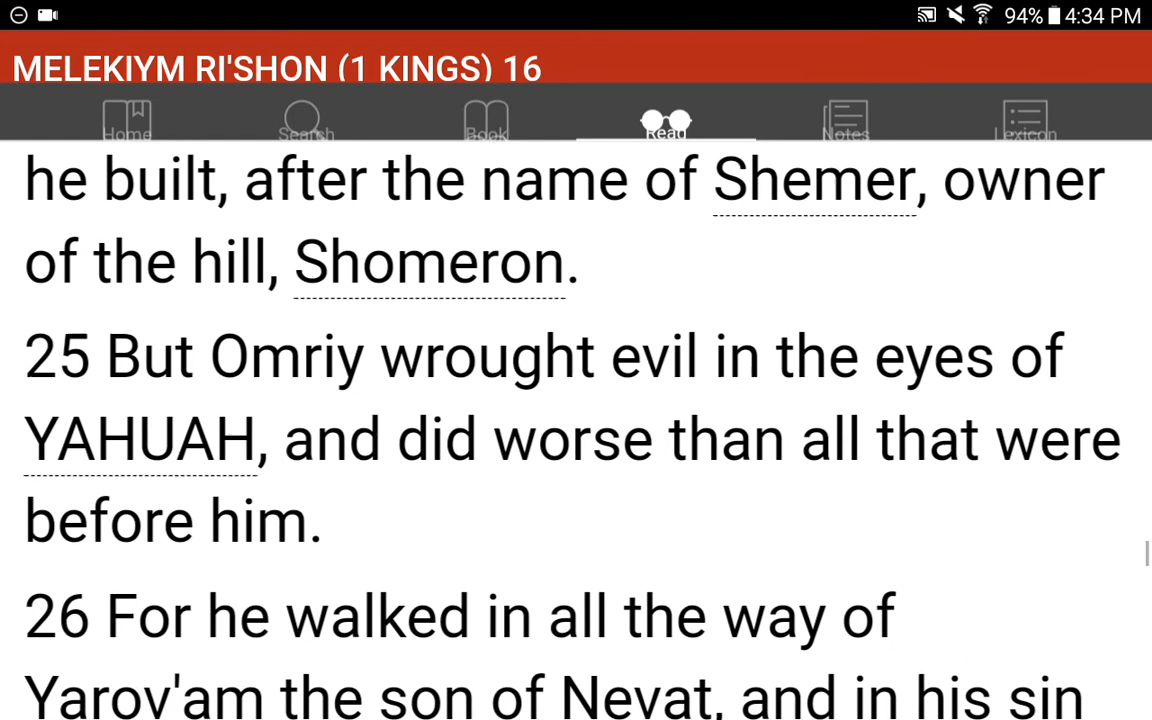 94% 4:34 PM
MELEKIYM RI'SHON (1 KINGS) 16
Home Search Book Read Notes Lexicon
he built, after the name of Shemer, owner
of the hill, Shomeron.
25 But Omriy wrought evil in the eyes of
YAHUAH, and did worse than all that were
before him.
26 For he walked in all the way of
Yarov'am the son of Nevat, and in his sin